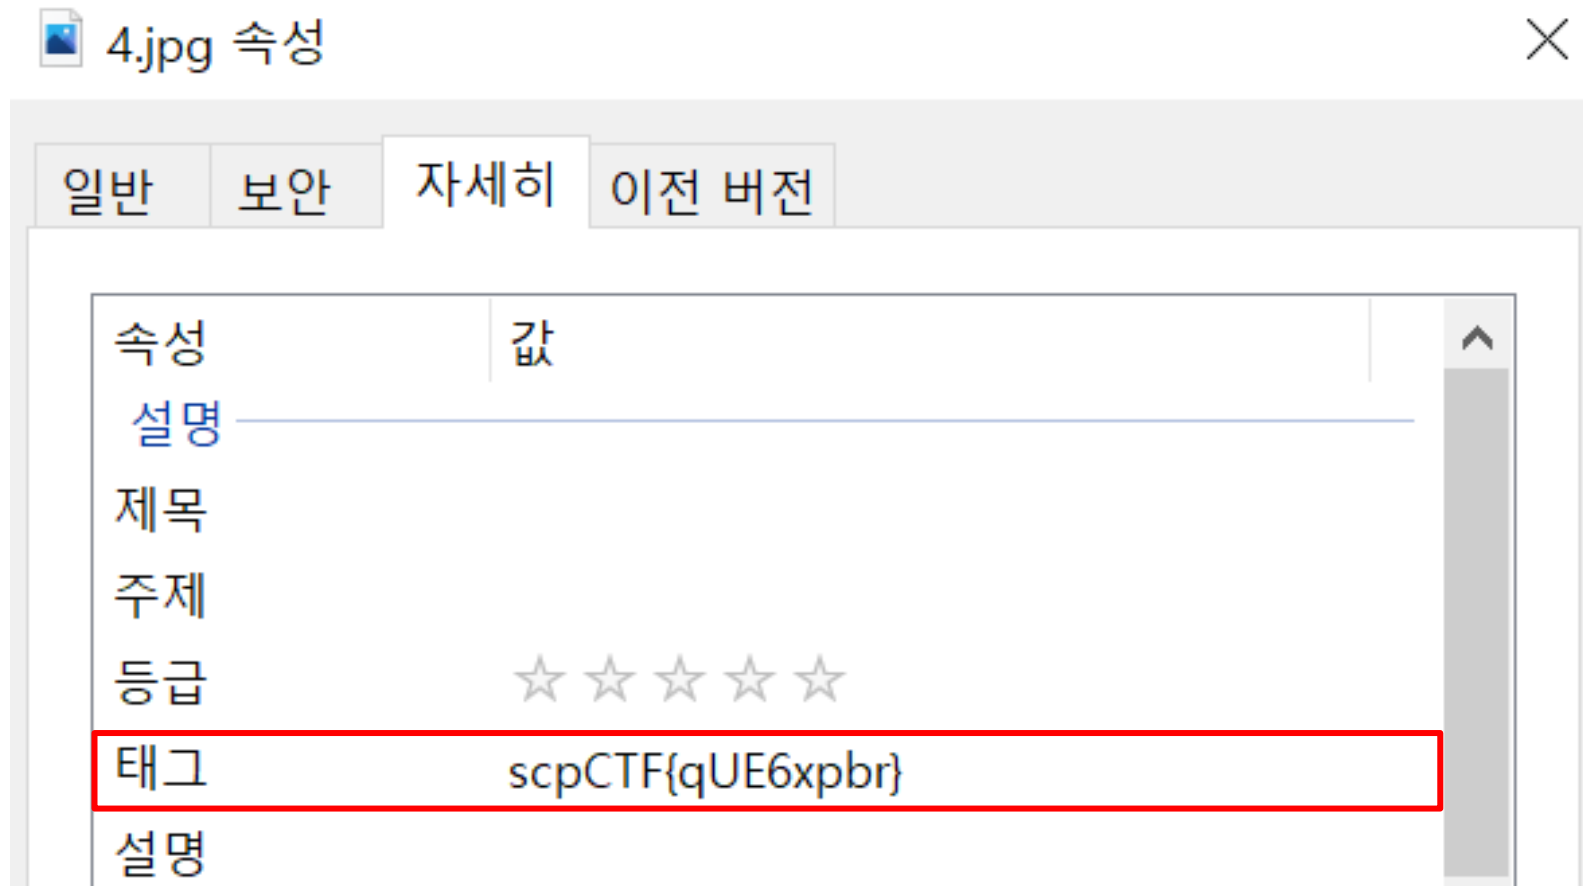 4.jpg 속성
일반 보안 자세히 이전 버전
속성 값
설명
제목
주제
등급
태그 scpCTF{qUE6xpbr}
설명